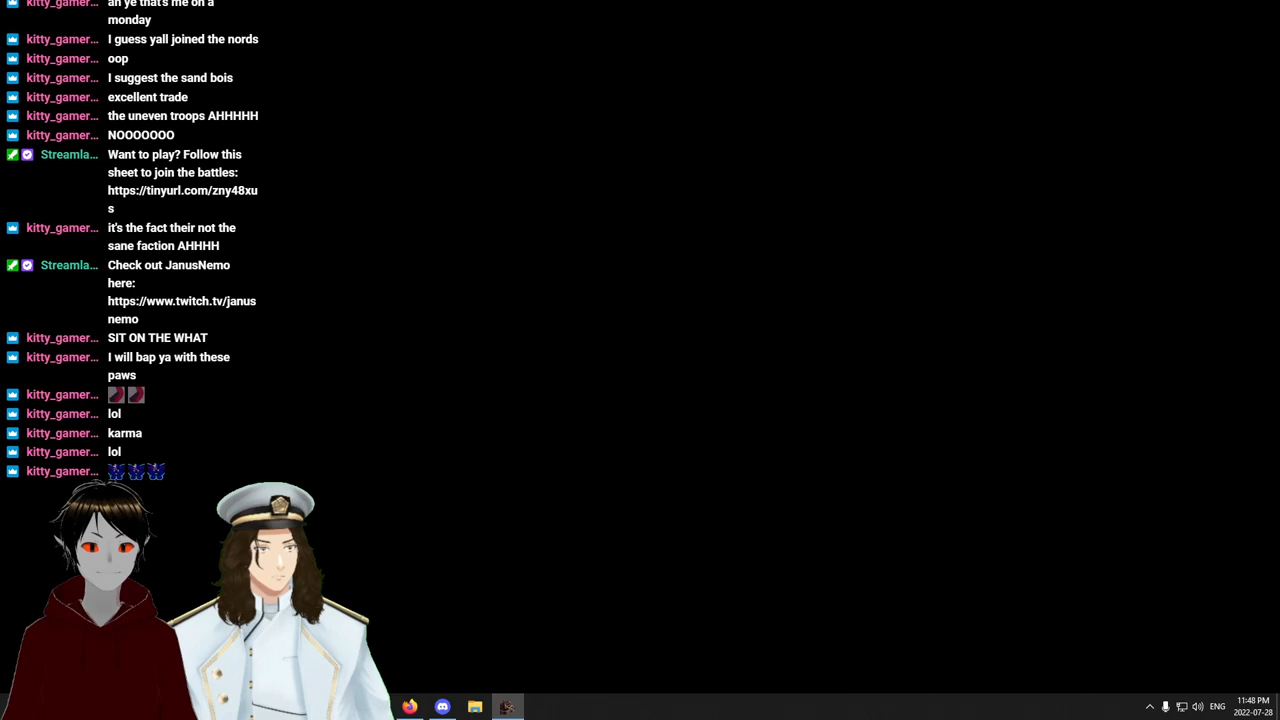 kitty_gamer... ah ye that's me on a
monday
kitty_gamer... I guess yall joined the nords
kitty_gamer... oop
kitty_gamer... I suggest the sand bois
kitty_gamer... excellent trade
kitty_gamer... the uneven troops AHHHHH
kitty_gamer... NOOOOOOO
Streamla... Want to play? Follow this
sheet to join the battles:
https://tinyurl.com/zny48xu
s
kitty_gamer... it's the fact their not the
sane faction AHHHH
Streamla... Check out JanusNemo
here:
https://www.twitch.tv/janus
nemo
kitty_gamer... SIT ON THE WHAT
kitty_gamer... I will bap ya with these
paws
kitty_gamer...
kitty_gamer... lol
kitty_gamer... karma
kitty_gamer... lol
kitty_gamer...
ENG
11:48 PM
2022-07-28